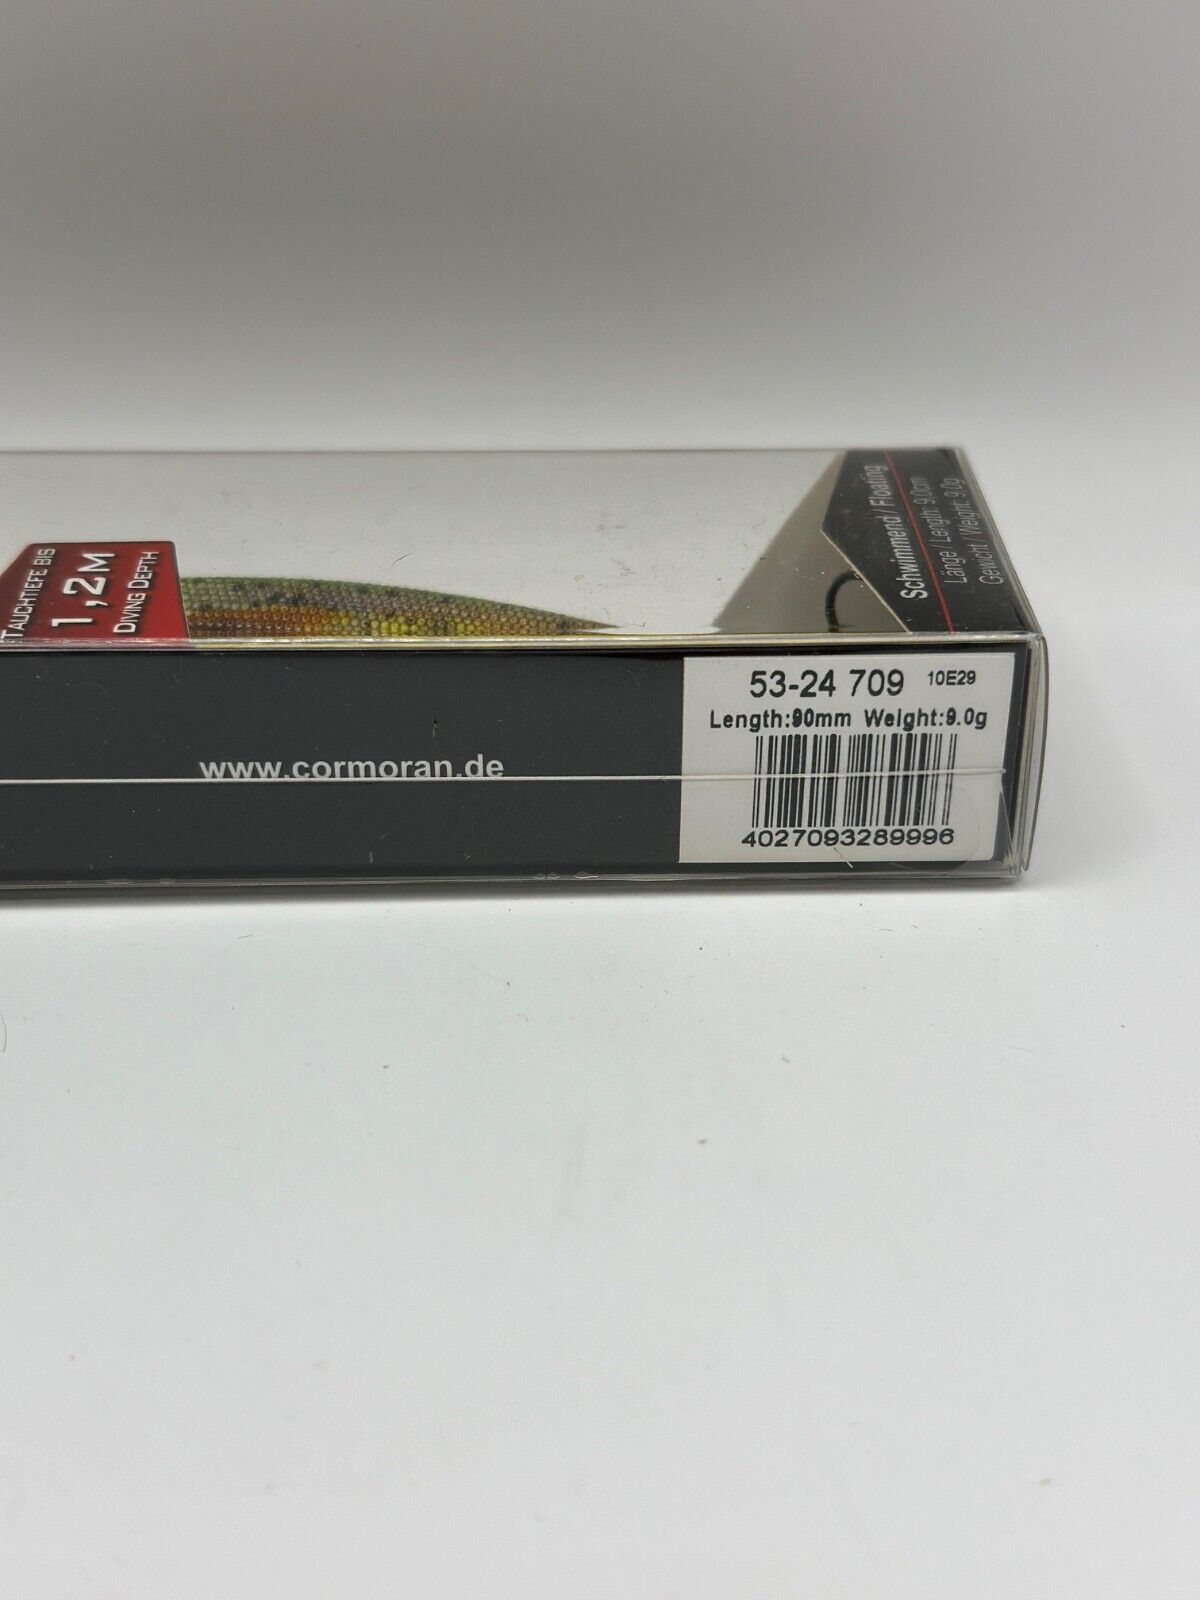 Schwimmend / Floating
Länge / Length: 9.0cm
Gewicht / Weight: 9.0g
TAUCHTIEFE BIS
1,2M
DIVING DEPTH
53-24 709 10E29
Length:90mm Weight:9.0g
www.cormoran.de
4027093289996